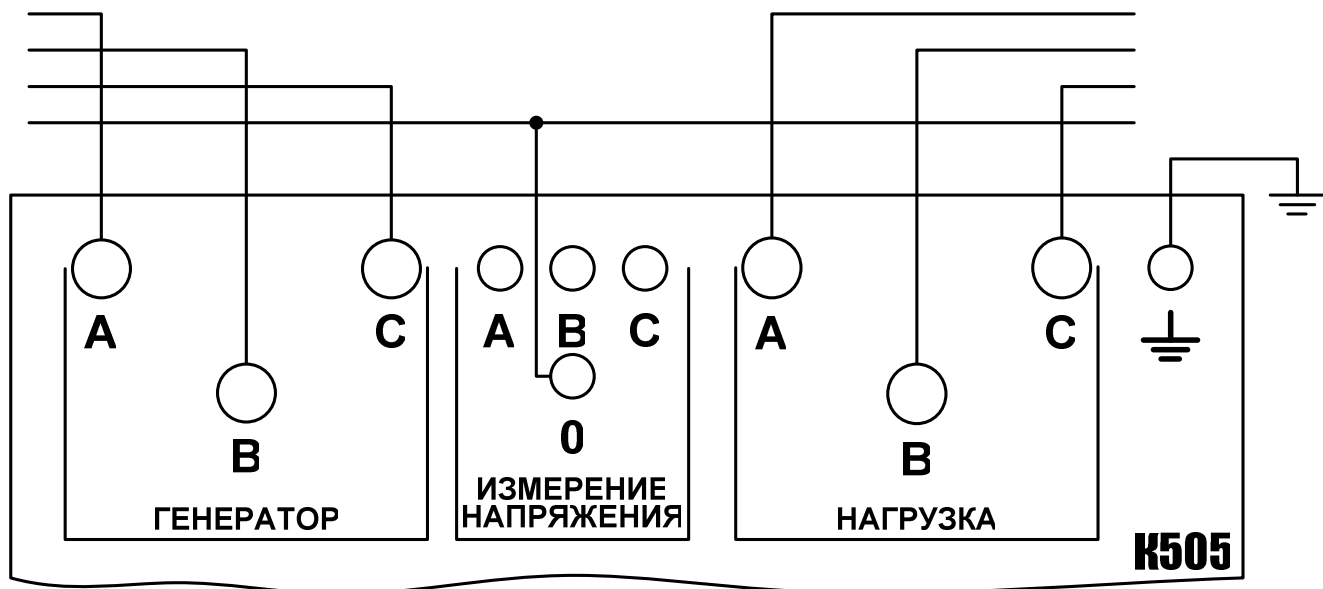 A C A B C A C
B 0 B
ГЕНЕРАТОР
ИЗМЕРЕНИЕ
НАПРЯЖЕНИЯ
НАГРУЗКА
К505